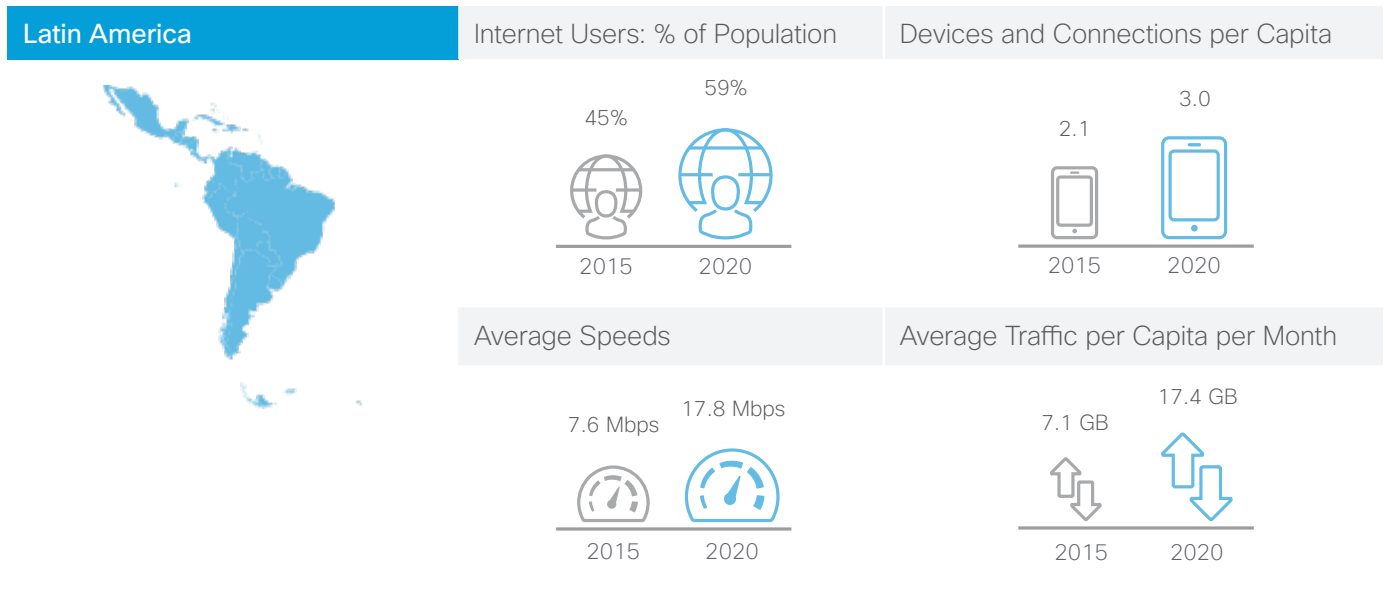 Latin America
Internet Users: % of Population
Devices and Connections per Capita
45%
59%
2015
2020
2.1
3.0
2015
2020
Average Speeds
Average Traffic per Capita per Month
7.6 Mbps
17.8 Mbps
2015
2020
7.1 GB
17.4 GB
2015
2020